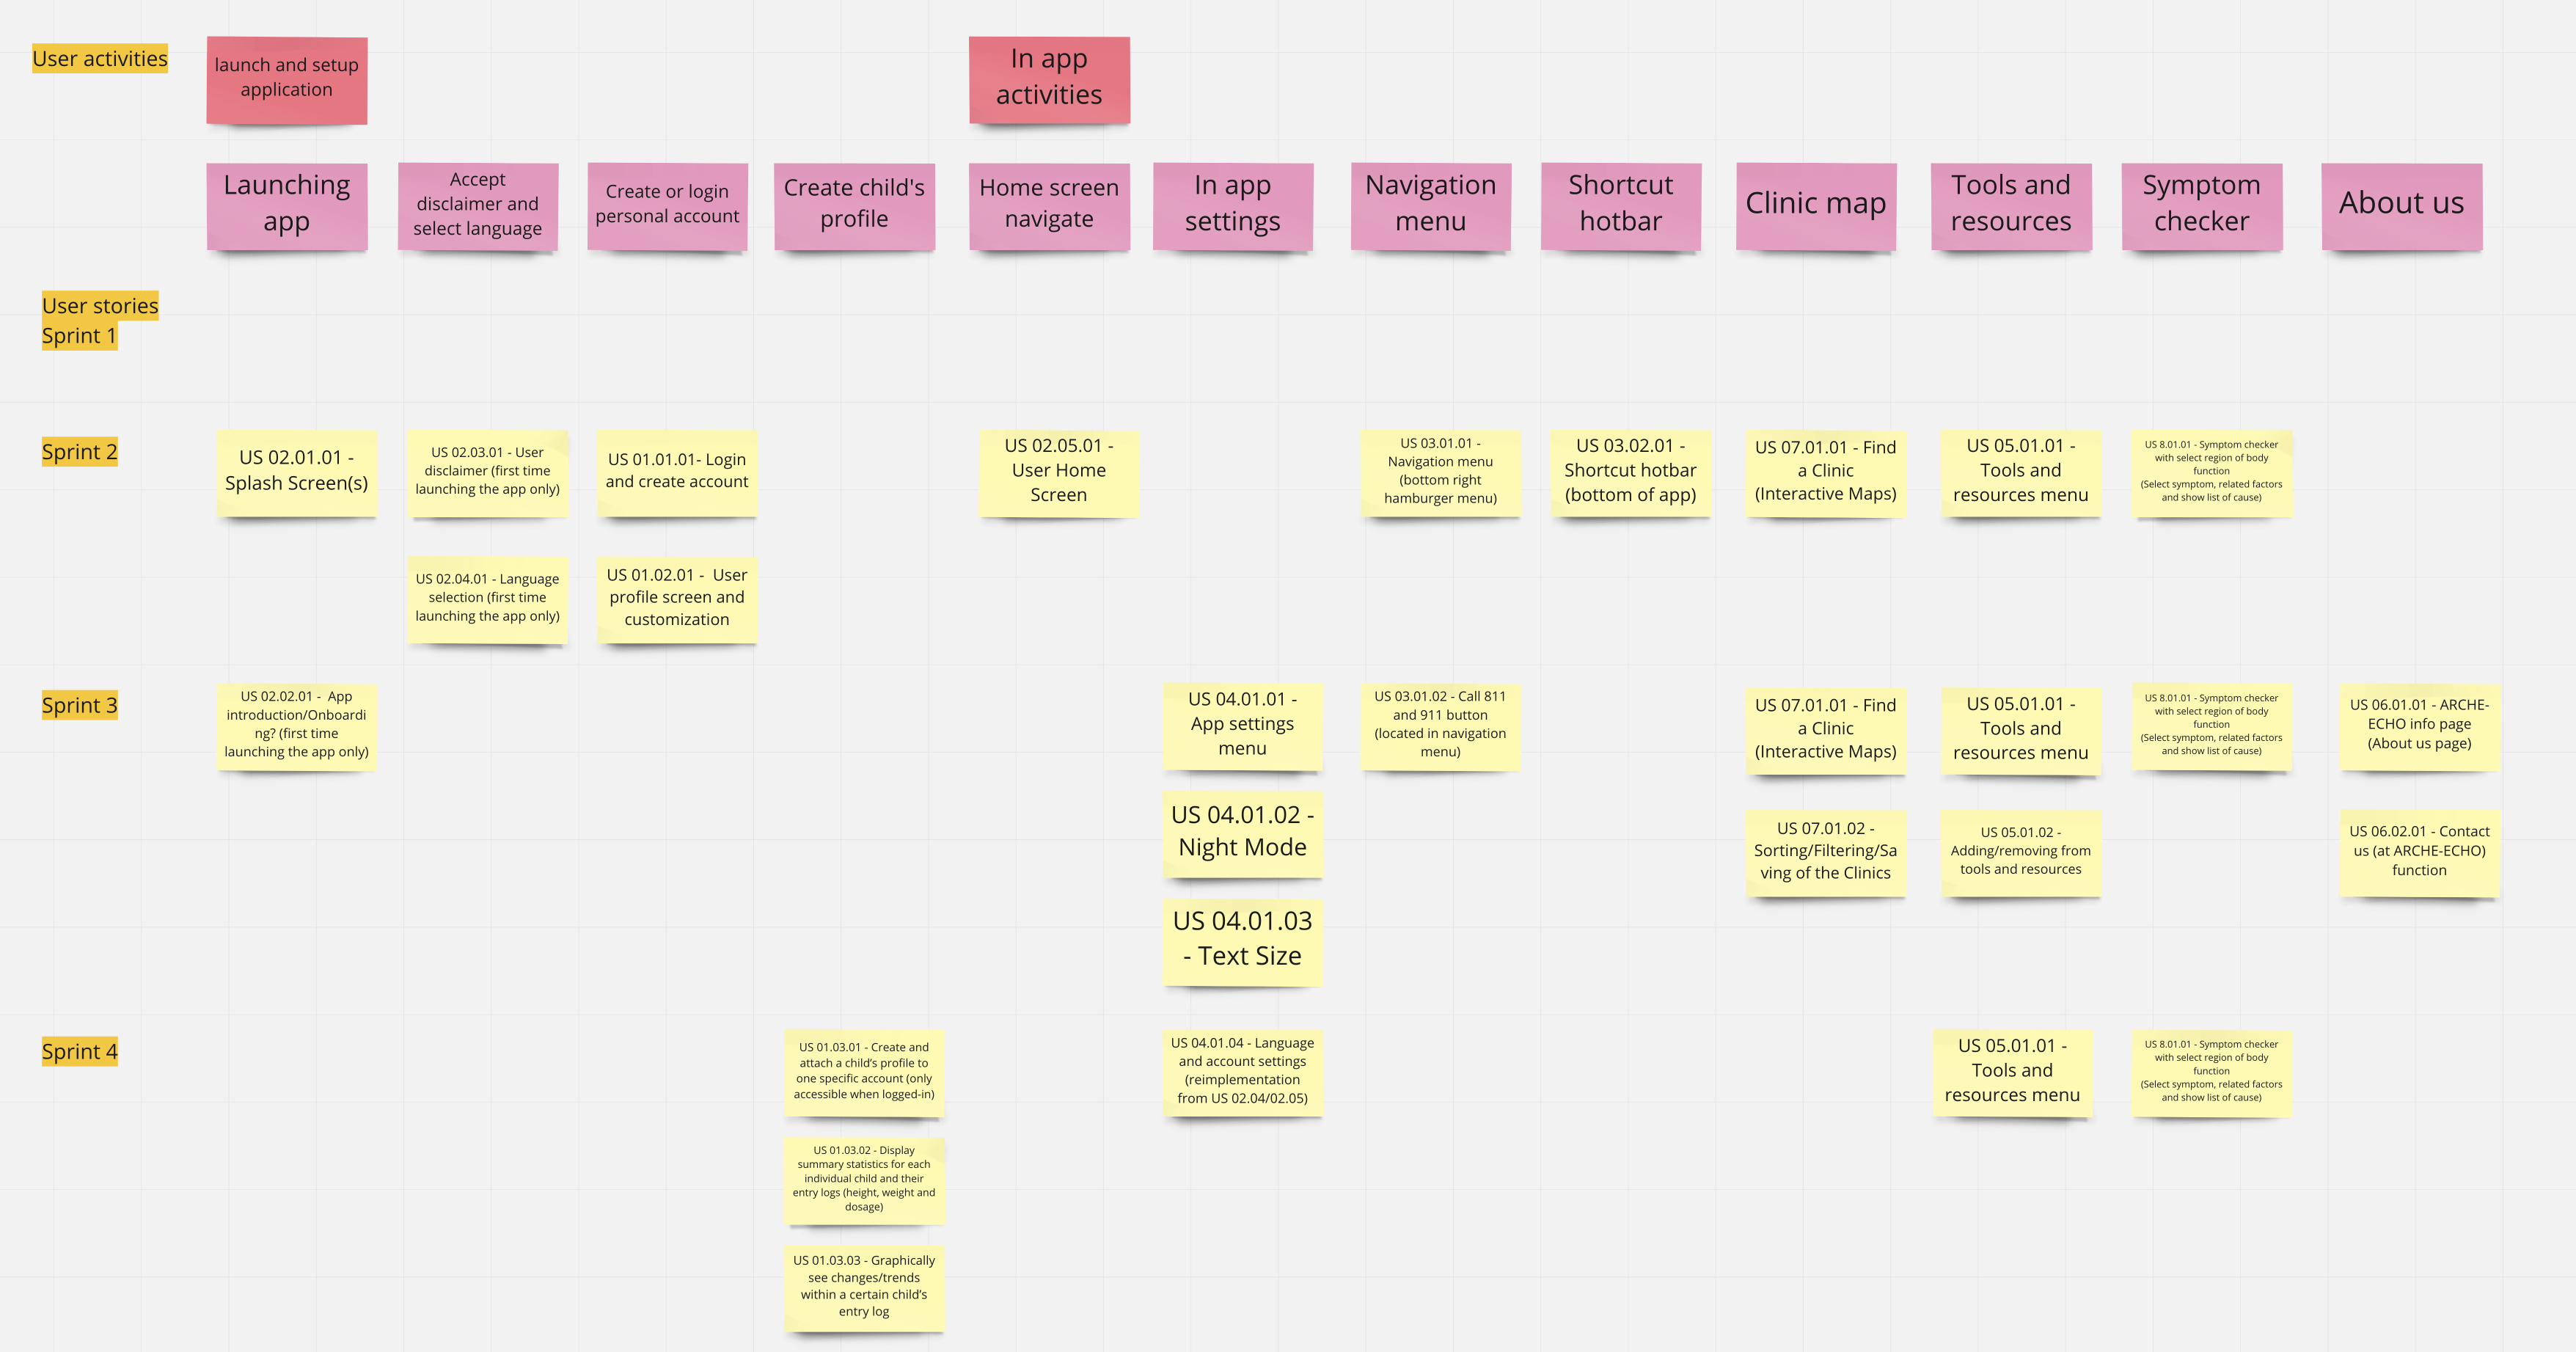 User activities
launch and setup
application
In app
activities
Launching
app
Accept
disclaimer and
select language
Create or login
personal account
Create child's
profile
Home screen
navigate
In app
settings
Navigation
menu
Shortcut
hotbar
Clinic map
Tools and
resources
Symptom
checker
About us
User stories
Sprint 1
Sprint 2
US 02.01.01 -
Splash Screen(s)
US 02.03.01 - User
disclaimer (first time
launching the app only)
US 01.01.01- Login
and create account
US 02.05.01 -
User Home
Screen
US 03.01.01 -
Navigation menu
(bottom right
hamburger menu)
US 03.02.01 -
Shortcut hotbar
(bottom of app)
US 07.01.01 - Find
a Clinic
(Interactive Maps)
US 05.01.01 -
Tools and
resources menu
US 8.01.01 - Symptom checker
with select region of body
function
(Select symptom, related factors
and show list of cause)
US 02.04.01 - Language
selection (first time
launching the app only)
US 01.02.01 -  User
profile screen and
customization
Sprint 3
US 02.02.01 -  App
introduction/Onboardi
ng? (first time
launching the app only)
US 04.01.01 -
App settings
menu
US 03.01.02 - Call 811
and 911 button
(located in navigation
menu)
US 07.01.01 - Find
a Clinic
(Interactive Maps)
US 05.01.01 -
Tools and
resources menu
US 8.01.01 - Symptom checker
with select region of body
function
(Select symptom, related factors
and show list of cause)
US 06.01.01 - ARCHE-
ECHO info page
(About us page)
US 04.01.02 -
Night Mode
US 07.01.02 -
Sorting/Filtering/Sa
ving of the Clinics
US 05.01.02 -
Adding/removing from
tools and resources
US 06.02.01 - Contact
us (at ARCHE-ECHO)
function
US 04.01.03
- Text Size
Sprint 4
US 01.03.01 - Create and
attach a child’s profile to
one specific account (only
accessible when logged-in)
US 04.01.04 - Language
and account settings
(reimplementation
from US 02.04/02.05)
US 05.01.01 -
Tools and
resources menu
US 8.01.01 - Symptom checker
with select region of body
function
(Select symptom, related factors
and show list of cause)
US 01.03.02 - Display
summary statistics for each
individual child and their
entry logs (height, weight and
dosage)
US 01.03.03 - Graphically
see changes/trends
within a certain child’s
entry log